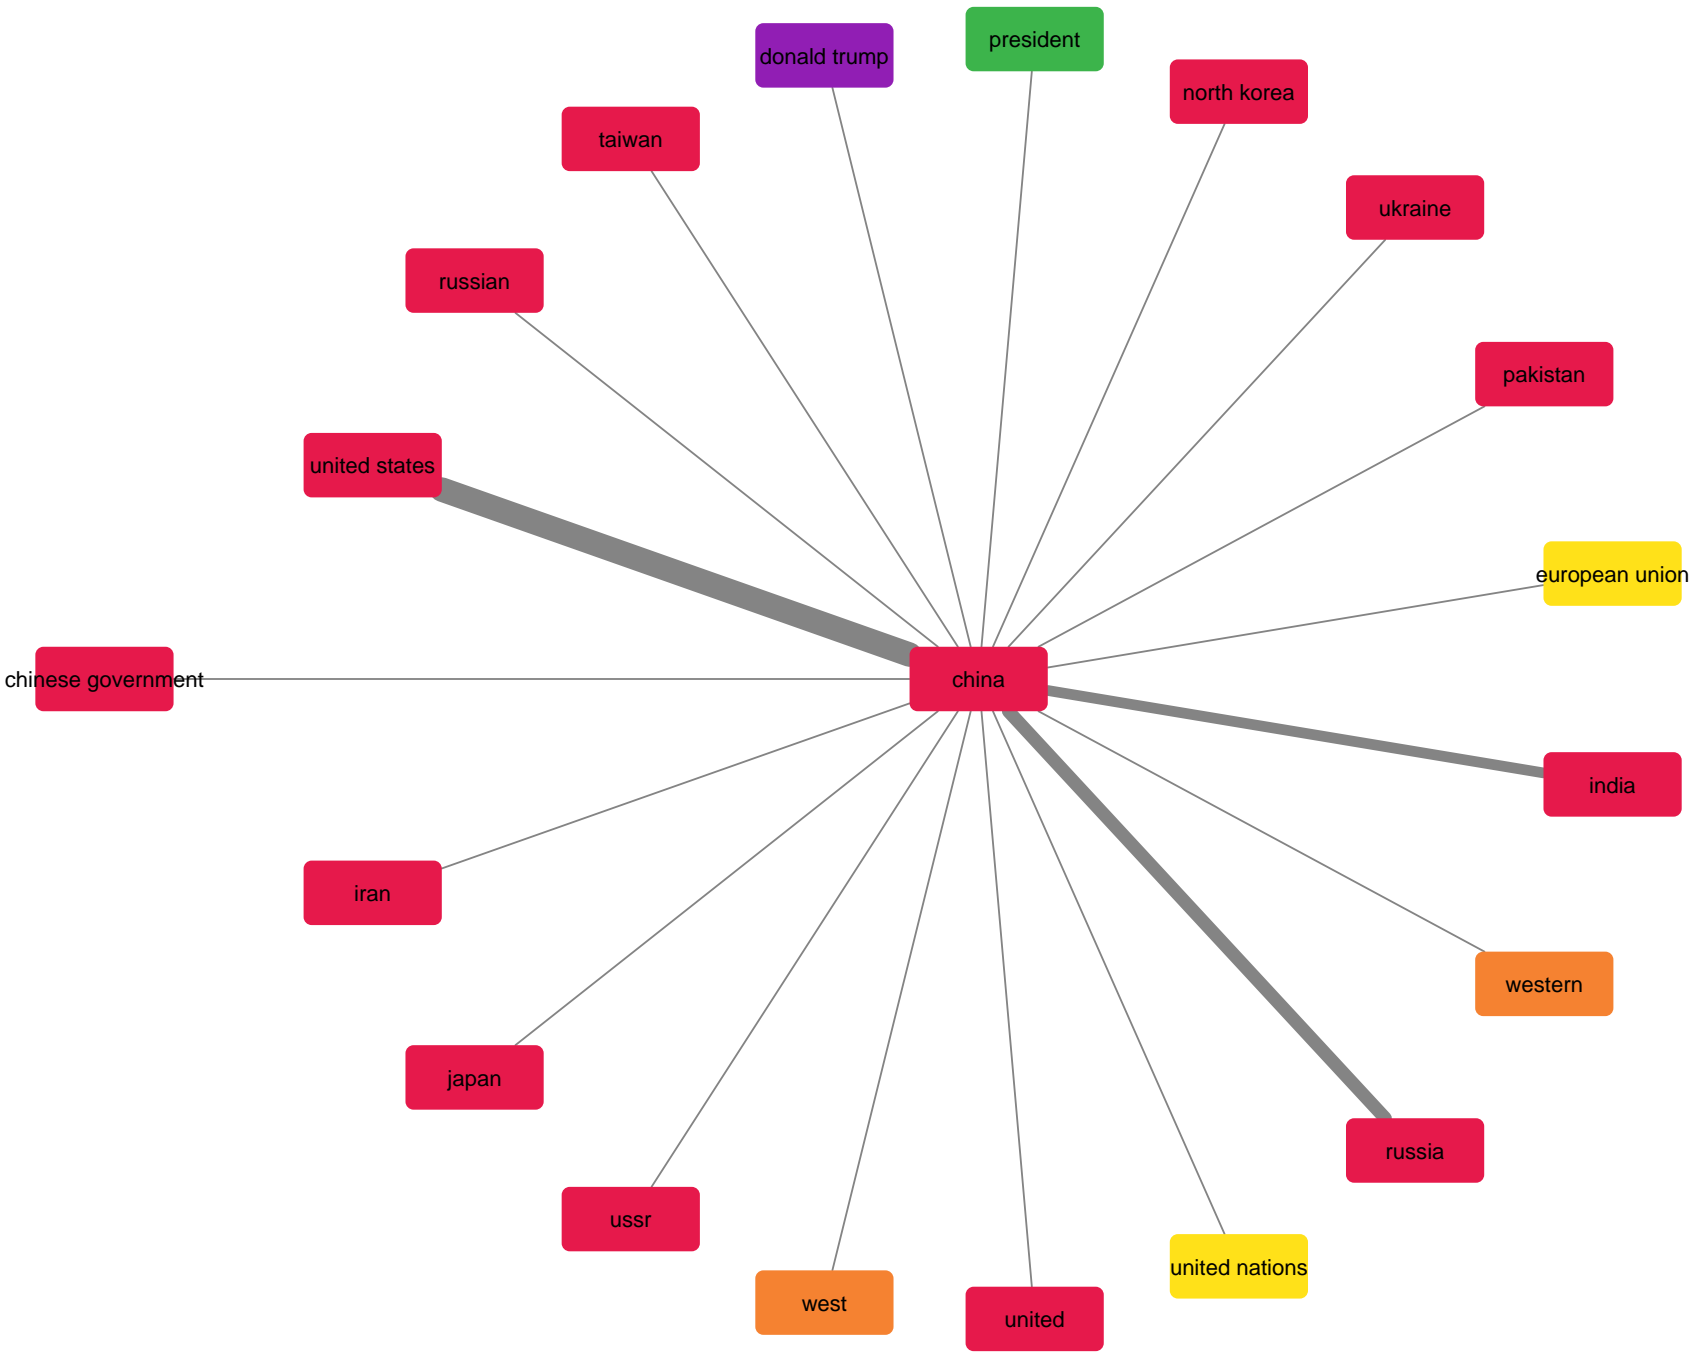 president
donald trump
north korea
taiwan
ukraine
russian
pakistan
united states
european union
chinese government
china
india
iran
western
japan
russia
ussr
united nations
west
united